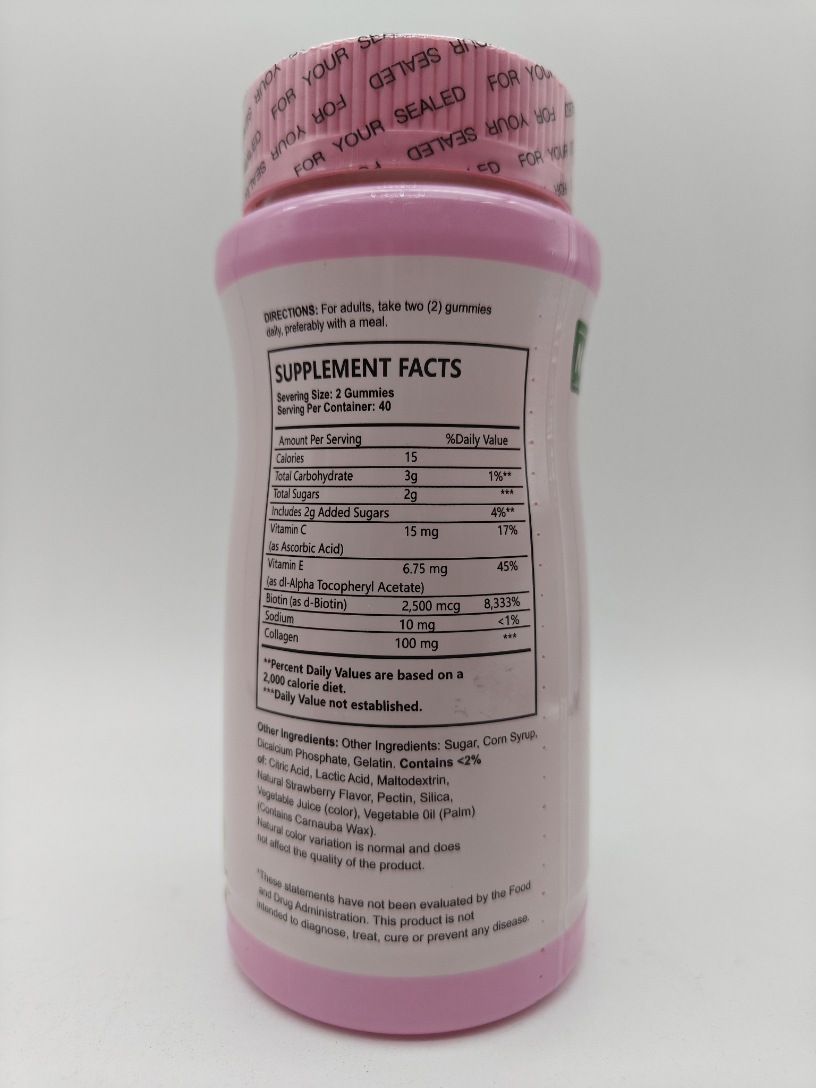 FOR YOUR SEALED
FOR YOUR SEALED
FOR YOUR SEALED
DIRECTIONS: For adults, take two (2) gummies
daily, preferably with a meal.
SUPPLEMENT FACTS
Severing Size: 2 Gummies
Serving Per Container: 40
Amount Per Serving %Daily Value
Calories 15
Total Carbohydrate 3g 1%**
Total Sugars 2g ***
Includes 2g Added Sugars 4%**
Vitamin C 15 mg 17%
(as Ascorbic Acid)
Vitamin E 6.75 mg 45%
(as dl-Alpha Tocopheryl Acetate)
Biotin (as d-Biotin) 2,500 mcg 8,333%
Sodium 10 mg <1%
Collagen 100 mg ***
**Percent Daily Values are based on a
2,000 calorie diet.
***Daily Value not established.
Other Ingredients: Other Ingredients: Sugar, Corn Syrup,
Dicalcium Phosphate, Gelatin. Contains <2%
of: Citric Acid, Lactic Acid, Maltodextrin,
Natural Strawberry Flavor, Pectin, Silica,
Vegetable Juice (color), Vegetable Oil (Palm)
(Contains Carnauba Wax).
Natural color variation is normal and does
not affect the quality of the product.
*These statements have not been evaluated by the Food
and Drug Administration. This product is not
intended to diagnose, treat, cure or prevent any disease.